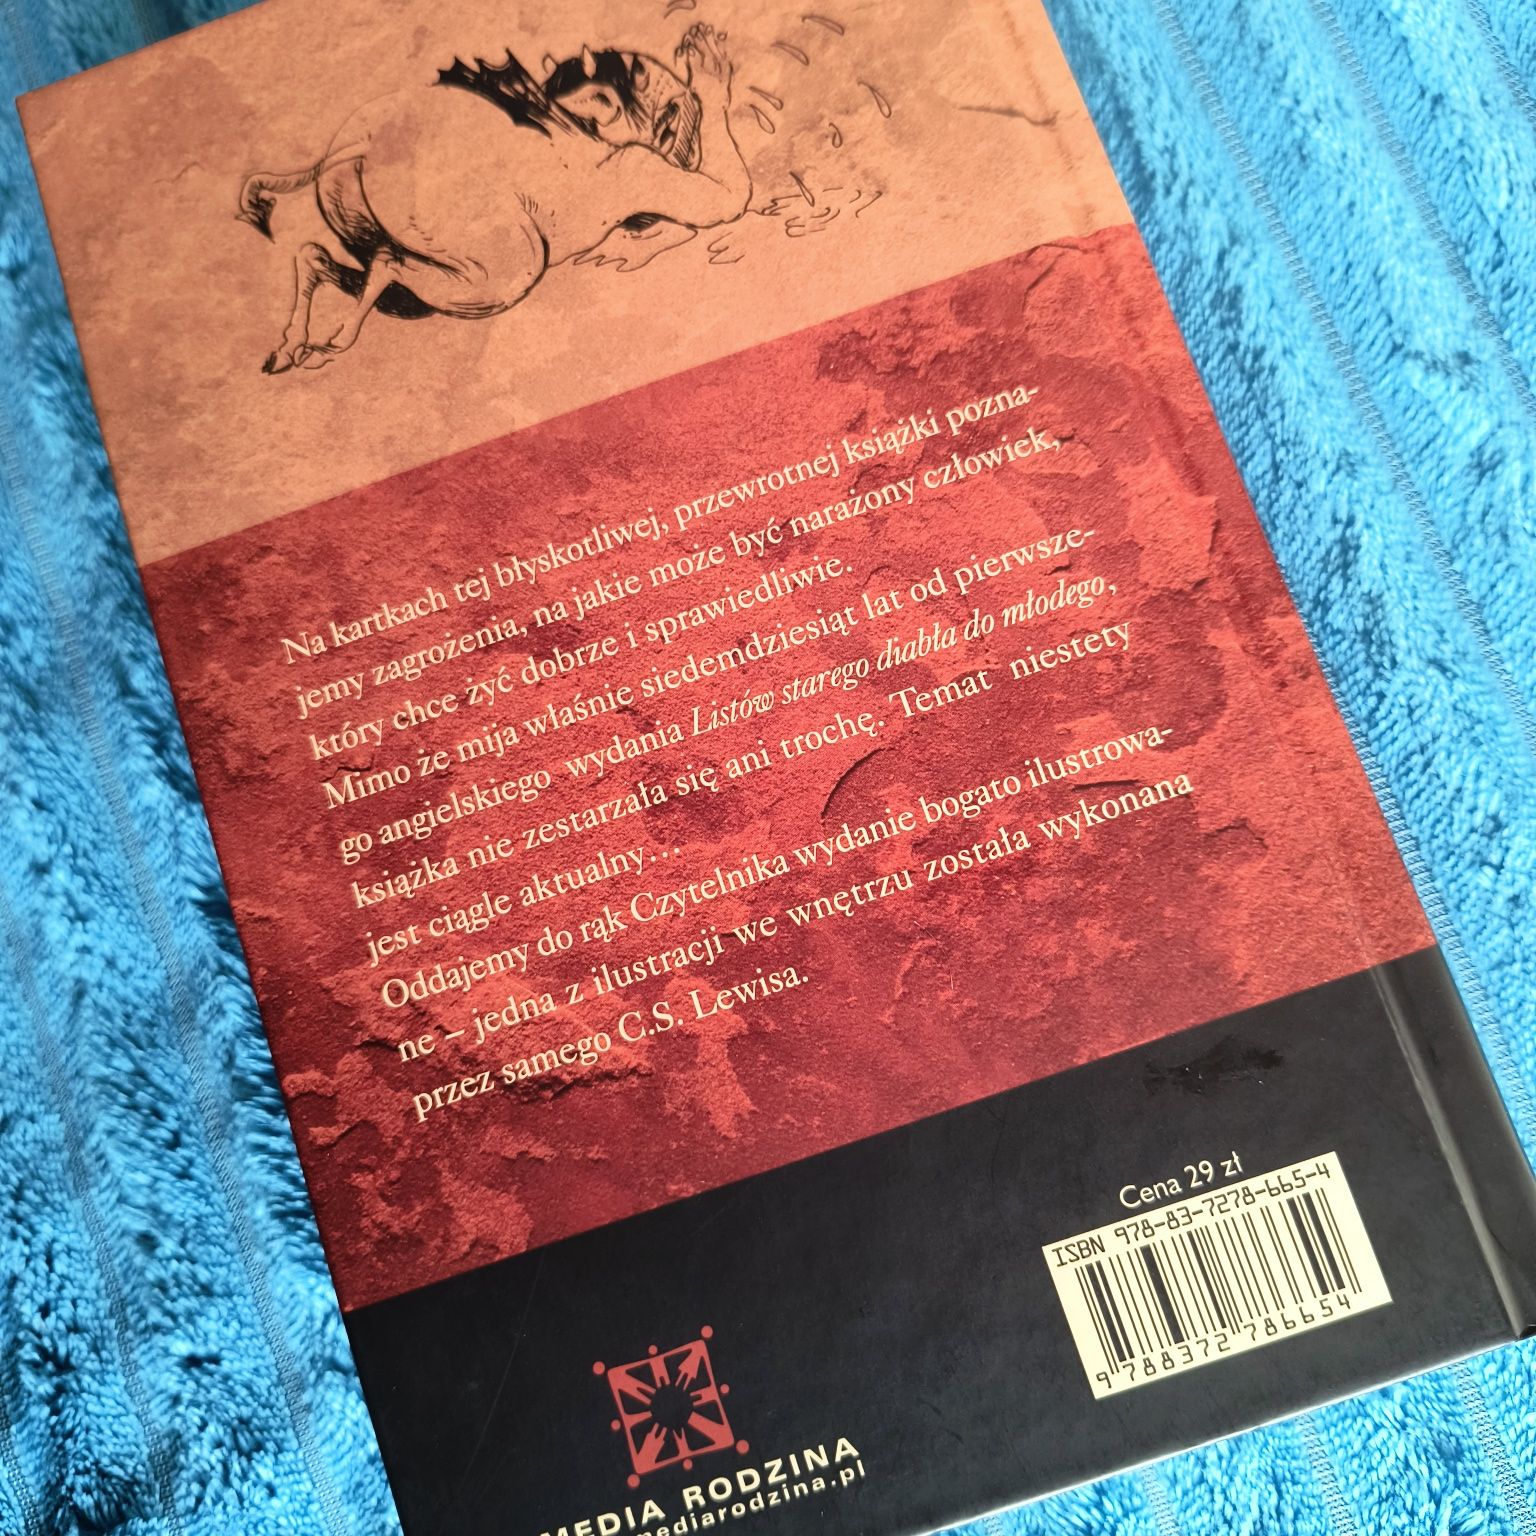 Na kartkach tej błyskotliwej, przewrotnej książki pozna-
jemy zagrożenia, na jakie może być narażony człowiek,
który chce żyć dobrze i sprawiedliwie.
Mimo że mija właśnie siedemdziesiąt lat od pierwsze-
go angielskiego wydania Listów starego diabła do młodego,
książka nie zestarzała się ani trochę. Temat niestety
jest ciągle aktualny...
Oddajemy do rąk Czytelnika wydanie bogato ilustrowa-
ne – jedna z ilustracji we wnętrzu została wykonana
przez samego C.S. Lewisa.
Cena 29 zł
ISBN 978-83-7278-665-4
9 788372 786654
MEDIA RODZINA
mediarodzina.pl